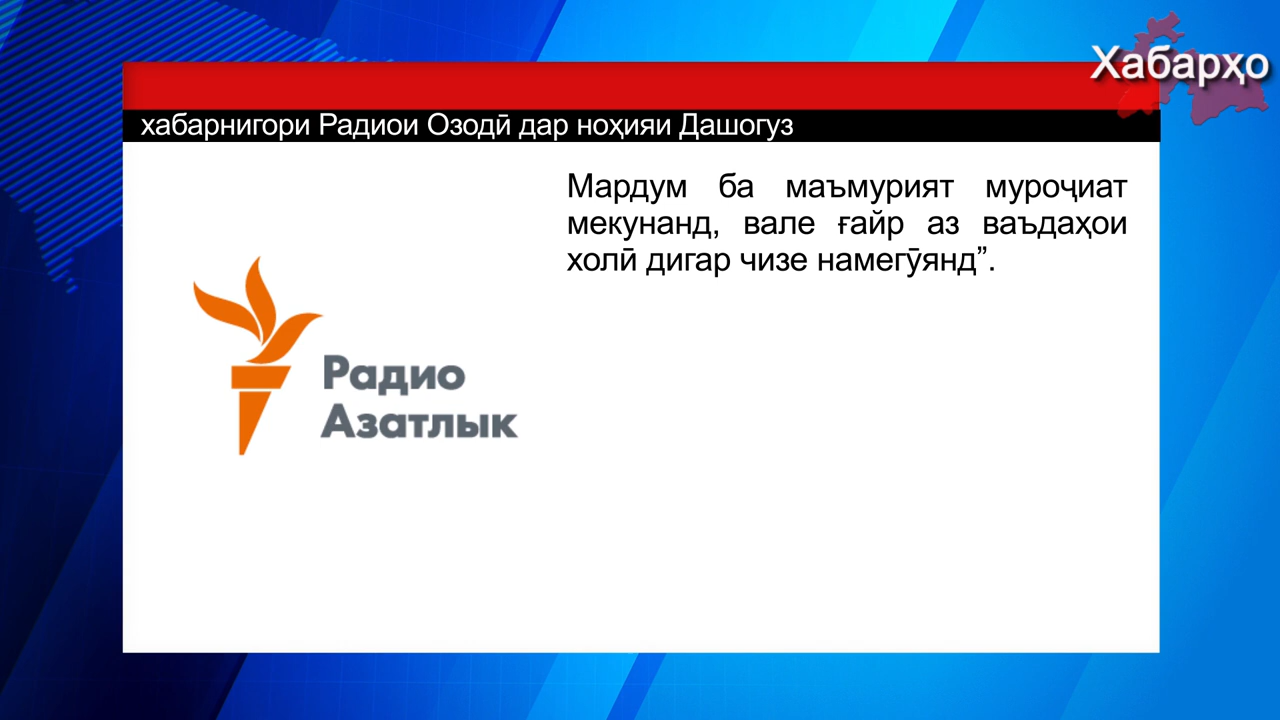 Хабарҳо
хабарнигори Радиои Озодӣ дар ноҳияи Дашогуз
Мардум ба маъмурият муроҷиат
мекунанд, вале ғайр аз ваъдаҳои
холӣ дигар чизе намегӯянд”.
Радио
Азатлык